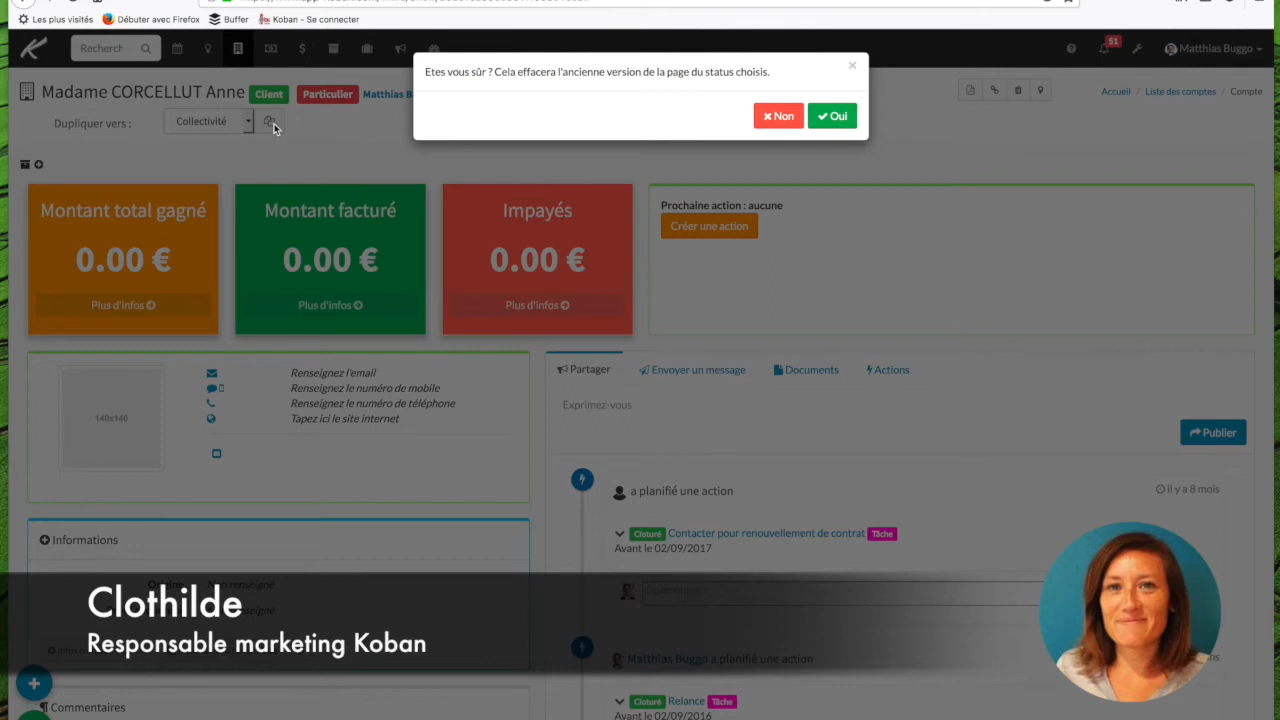 Les plus visités Débuter avec Firefox Buffer Koban - Se connecter
Recherch
51
Matthias Buggo
Etes vous sûr ? Cela effacera l'ancienne version de la page du status choisis.
×
Non Oui
Madame CORCELLUT Anne Client Particulier Matthias B
Accueil / Liste des comptes / Compte
Dupliquer vers : Collectivité
Montant total gagné
0.00 €
Plus d'infos
Montant facturé
0.00 €
Plus d'infos
Impayés
0.00 €
Plus d'infos
Prochaine action : aucune
Créer une action
140x140
Renseignez l'email
Renseignez le numéro de mobile
Renseignez le numéro de téléphone
Tapez ici le site internet
Partager Envoyer un message Documents Actions
Exprimez-vous
Publier
a planifié une action
il y a 8 mois
Cloturé Contacter pour renouvellement de contrat Tâche
Avant le 02/09/2017
Informations
Clothilde
Responsable marketing Koban
Matthias Buggo a planifié une action
Cloturé Relance Tâche
Avant le 02/09/2016
Commentaires